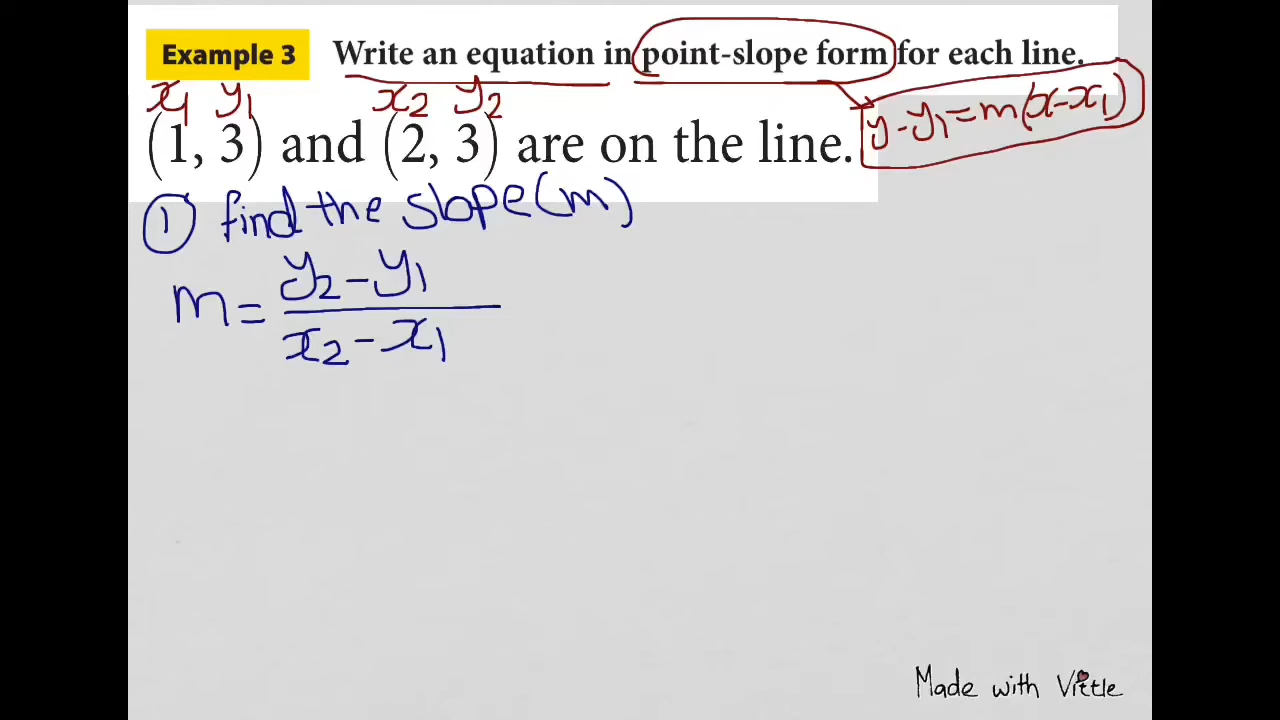 Example 3 Write an equation in point-slope form for each line.
x₁ y₁ x₂ y₂
y-y₁=m(x-x₁)
(1, 3) and (2, 3) are on the line.
① find the slope(m)
m = y₂-y₁ / x₂-x₁
Made with Vittle